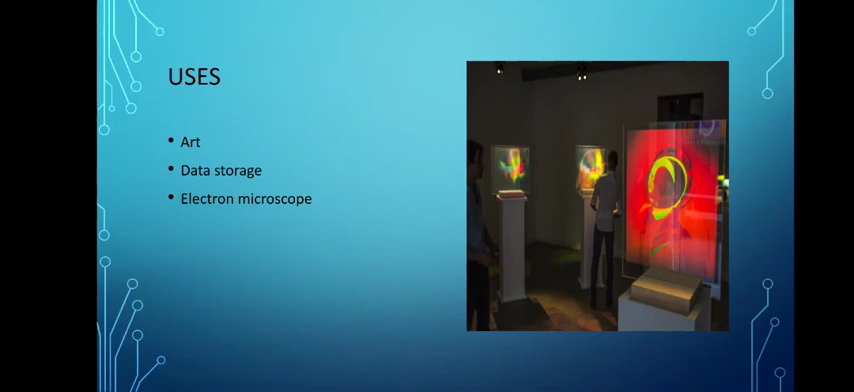 USES
• Art
• Data storage
• Electron microscope